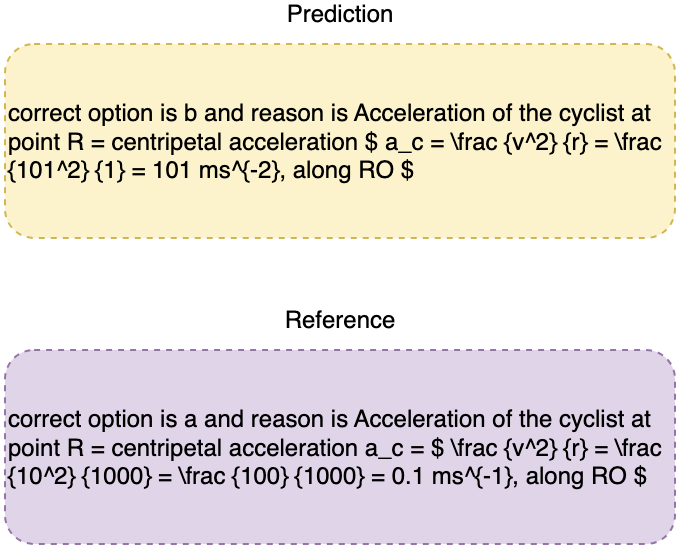 Prediction
correct option is b and reason is Acceleration of the cyclist at
point R = centripetal acceleration $ a_c = \frac {v^2} {r} = \frac
{101^2} {1} = 101 ms^{-2}, along RO $
Reference
correct option is a and reason is Acceleration of the cyclist at
point R = centripetal acceleration a_c = $ \frac {v^2} {r} = \frac
{10^2} {1000} = \frac {100} {1000} = 0.1 ms^{-1}, along RO $